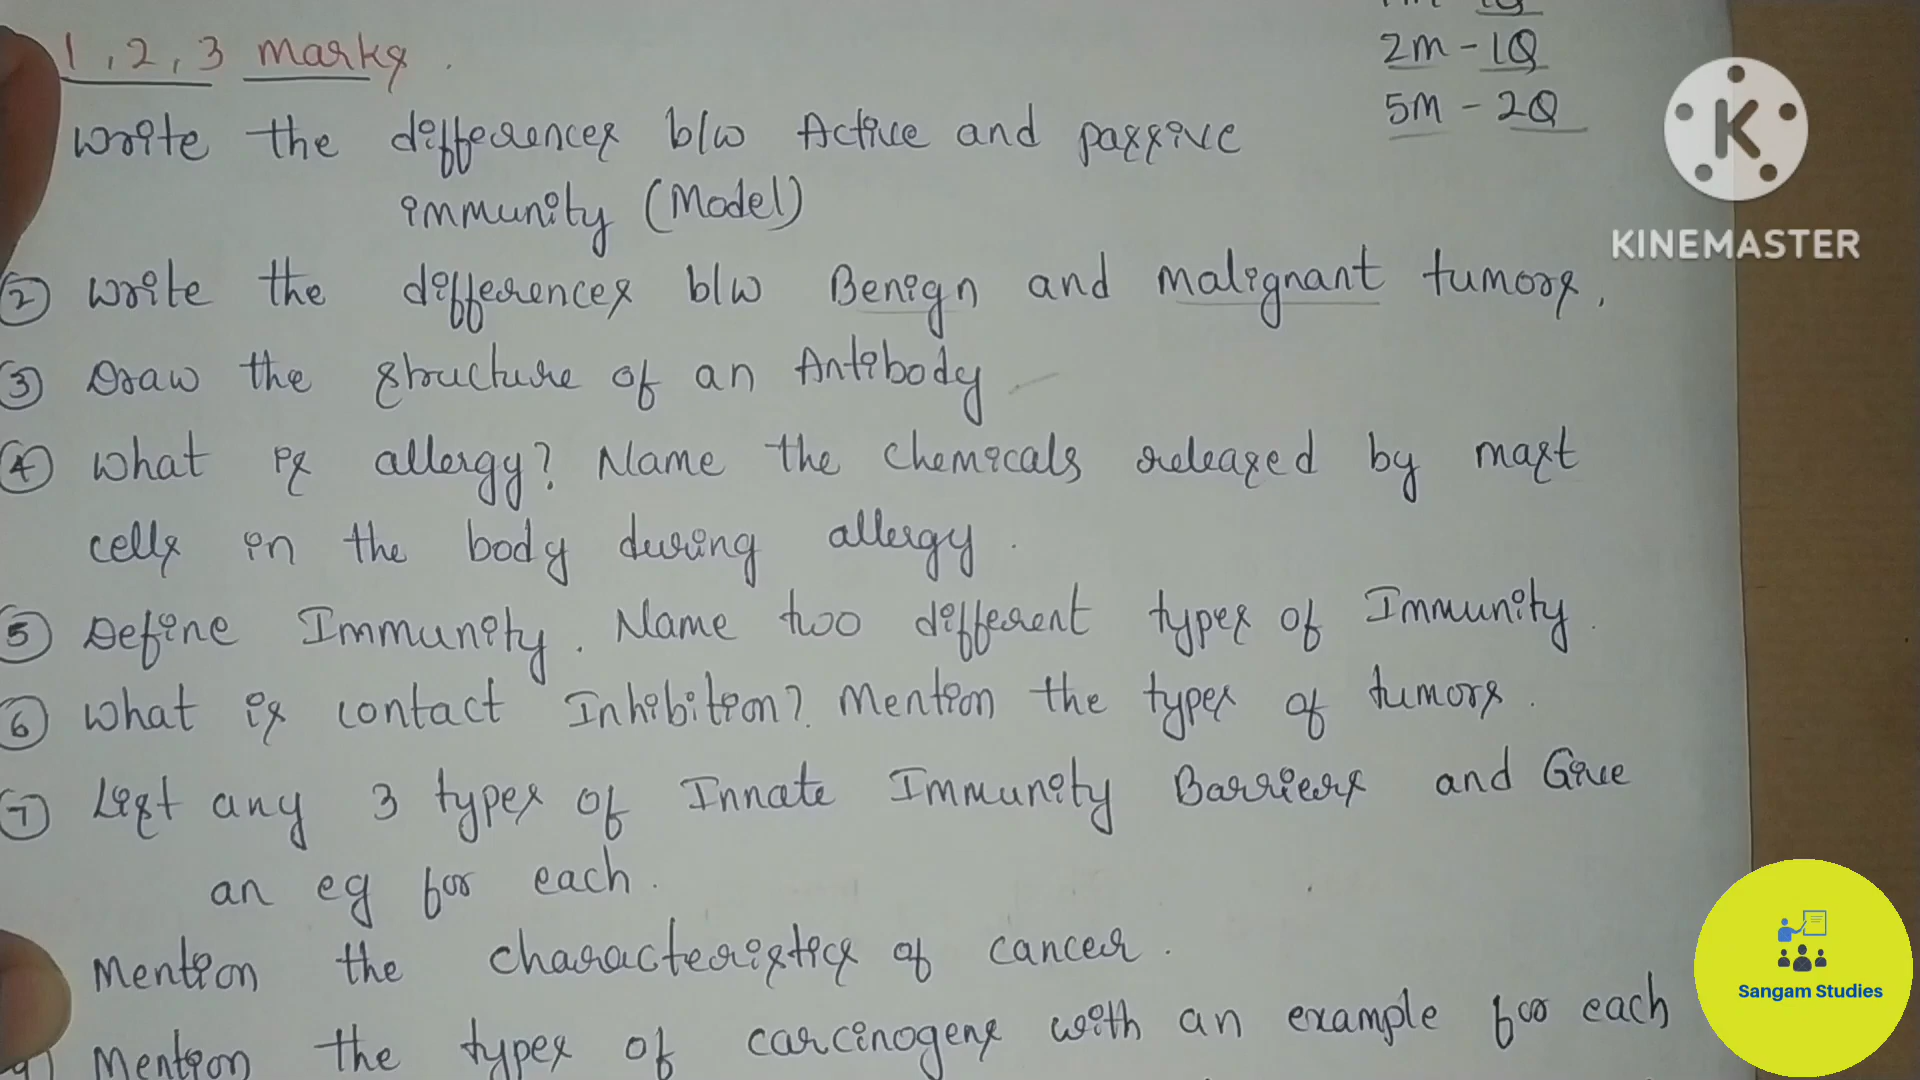 1, 2, 3 marks.
2m - 1Q
5m - 2Q
Write the differences b/w Active and passive
immunity (Model)
② Write the differences b/w Benign and malignant tumors.
③ Draw the structure of an Antibody
④ What is allergy? Name the chemicals released by mast
cells in the body during allergy.
⑤ Define Immunity. Name two different types of Immunity.
⑥ What is contact Inhibition? Mention the types of tumors.
⑦ List any 3 types of Innate Immunity Barriers and Give
an eg for each.
Mention the characteristics of cancer.
Mention the types of carcinogens with an example for each
K
KINEMASTER
Sangam Studies